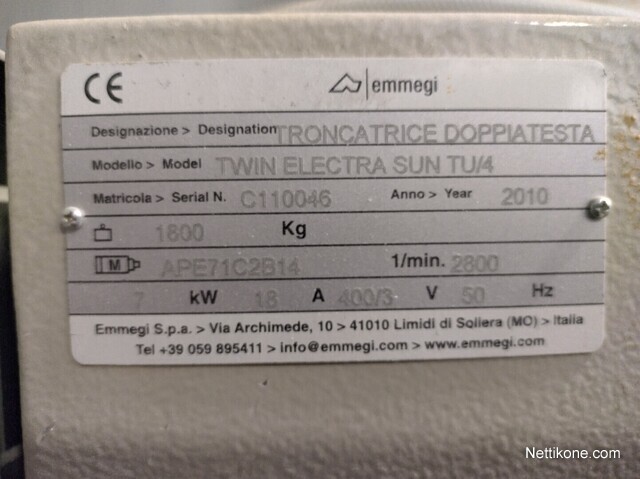 CE emmegi
Designazione > Designation TRONCATRICE DOPPIATESTA
Modello > Model TWIN ELECTRA SUN TU/4
Matricola > Serial N. C110046 Anno > Year 2010
1800 Kg
M APE71C2B14 1/min. 2800
7 kW 18 A 400/3 V 50 Hz
Emmegi S.p.a. > Via Archimede, 10 > 41010 Limidi di Soliera (MO) > Italia
Tel +39 059 895411 > info@emmegi.com > www.emmegi.com
Nettikone.com